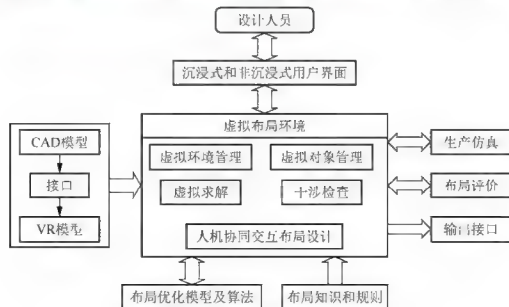 设计人员
沉浸式和非沉浸式用户界面
虚拟布局环境
CAD模型
接口
VR模型
虚拟环境管理
虚拟对象管理
虚拟求解
干涉检查
人机协同交互布局设计
生产仿真
布局评价
输出接口
布局优化模型及算法
布局知识和规则